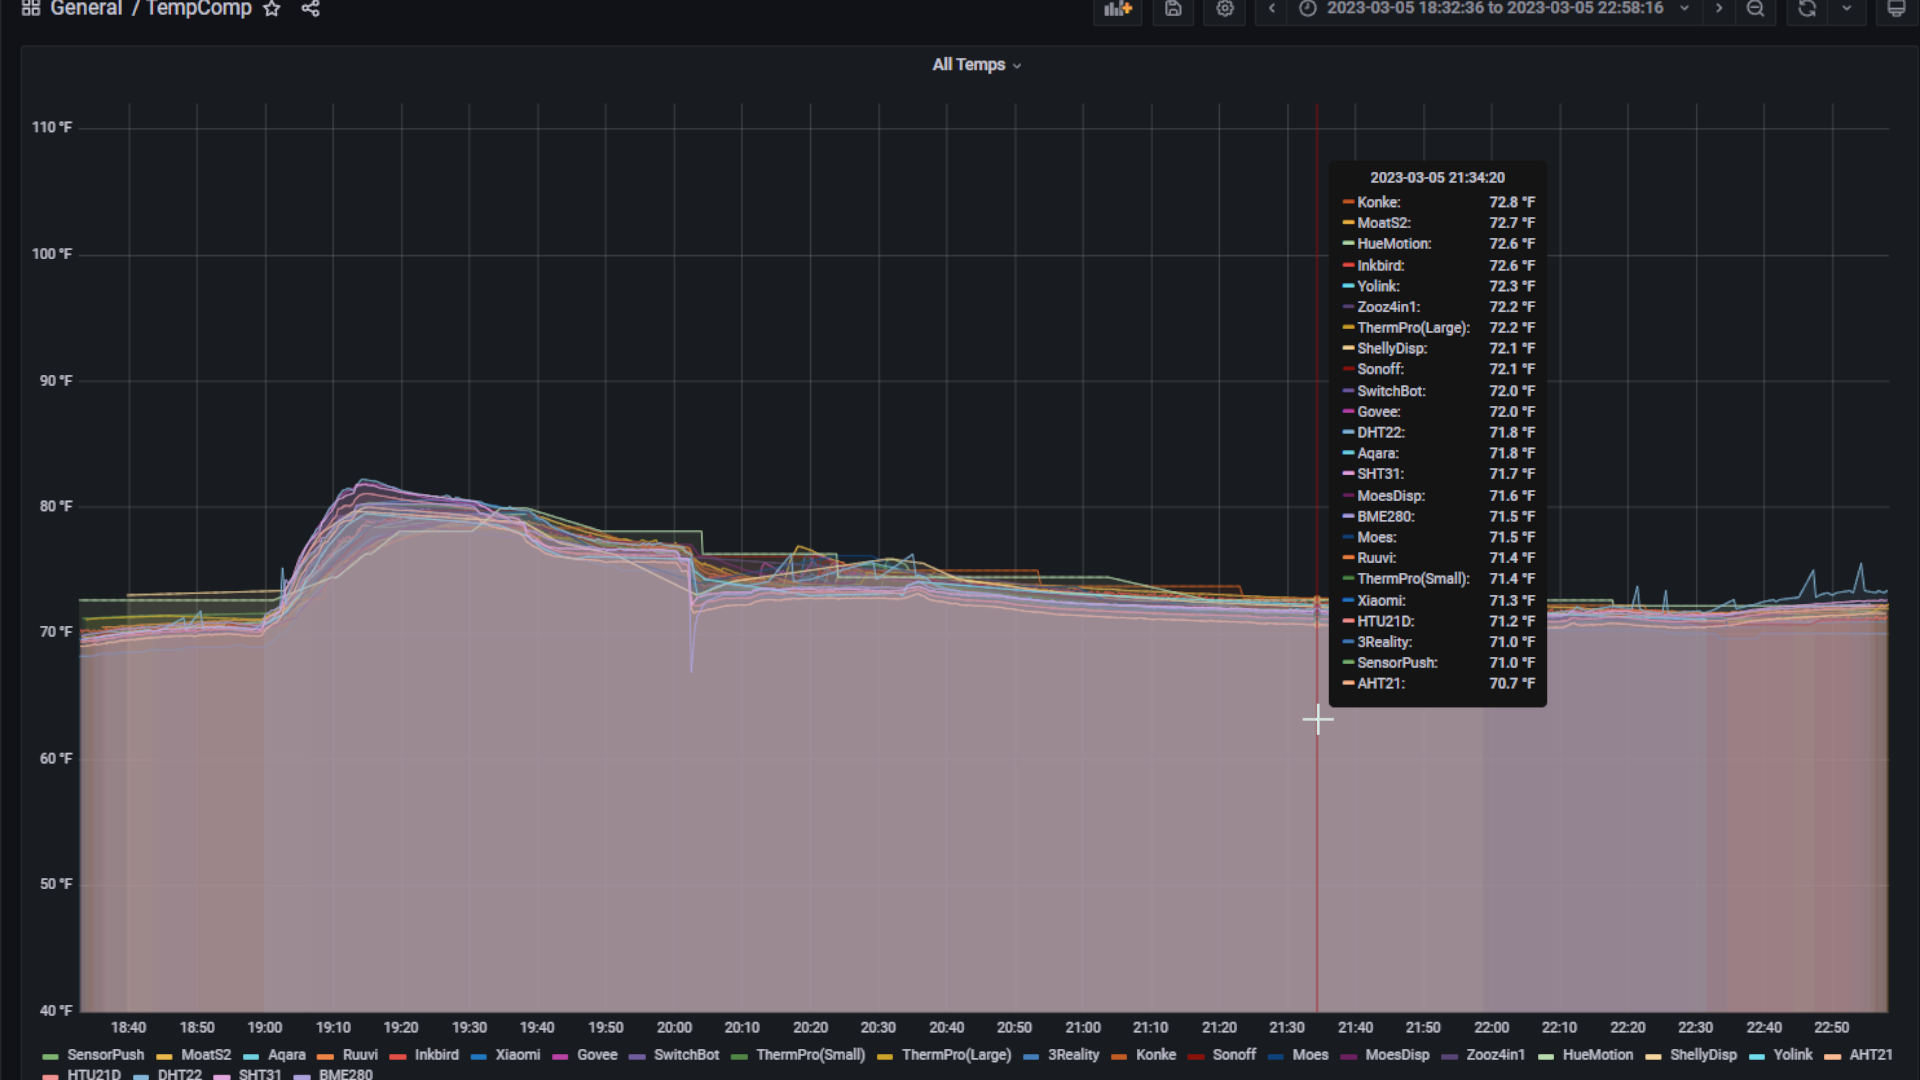 General / TempComp
2023-03-05 18:32:36 to 2023-03-05 22:58:16
All Temps
110 °F
100 °F
90 °F
80 °F
70 °F
60 °F
50 °F
40 °F
2023-03-05 21:34:20
Konke: 72.8 °F
MoatS2: 72.7 °F
HueMotion: 72.6 °F
Inkbird: 72.6 °F
Yolink: 72.3 °F
Zooz4in1: 72.2 °F
ThermPro(Large): 72.2 °F
ShellyDisp: 72.1 °F
Sonoff: 72.1 °F
SwitchBot: 72.0 °F
Govee: 72.0 °F
DHT22: 71.8 °F
Aqara: 71.8 °F
SHT31: 71.7 °F
MoesDisp: 71.6 °F
BME280: 71.5 °F
Moes: 71.5 °F
Ruuvi: 71.4 °F
ThermPro(Small): 71.4 °F
Xiaomi: 71.3 °F
HTU21D: 71.2 °F
3Reality: 71.0 °F
SensorPush: 71.0 °F
AHT21: 70.7 °F
18:40 18:50 19:00 19:10 19:20 19:30 19:40 19:50 20:00 20:10 20:20 20:30 20:40 20:50 21:00 21:10 21:20 21:30 21:40 21:50 22:00 22:10 22:20 22:30 22:40 22:50
SensorPush MoatS2 Aqara Ruuvi Inkbird Xiaomi Govee SwitchBot ThermPro(Small) ThermPro(Large) 3Reality Konke Sonoff Moes MoesDisp Zooz4in1 HueMotion ShellyDisp Yolink AHT21
HTU21D DHT22 SHT31 BME280